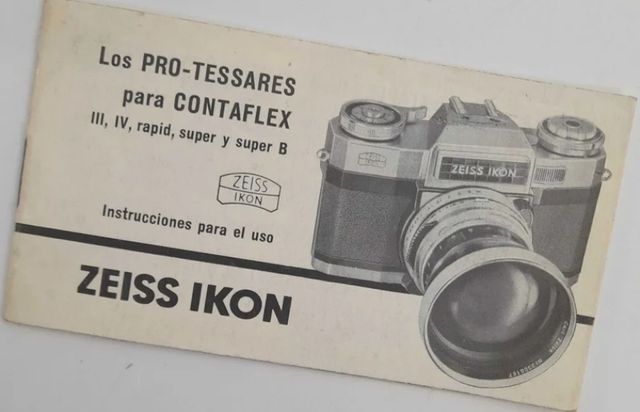 Los PRO-TESSARES
para CONTAFLEX
III, IV, rapid, super y super B
ZEISS
IKON
Instrucciones para el uso
ZEISS IKON
ZEISS IKON